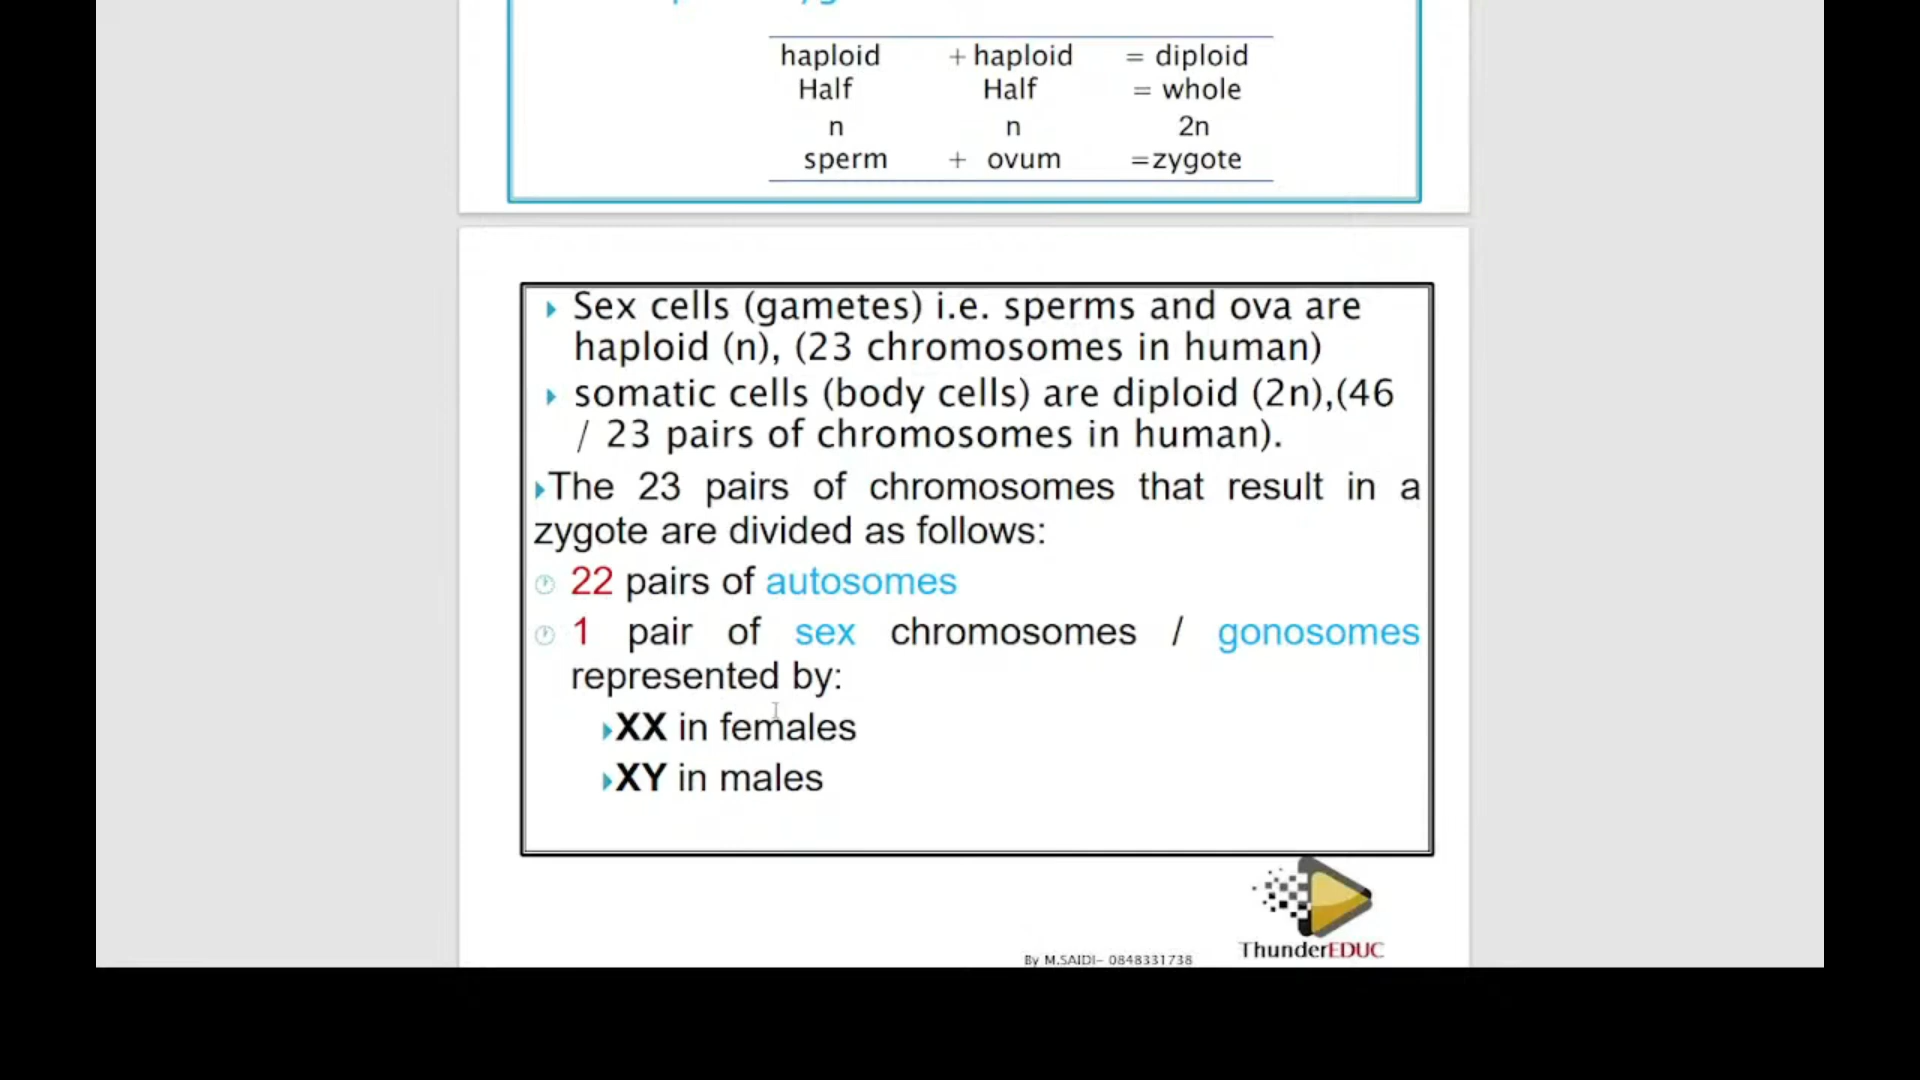 haploid + haploid = diploid
Half Half = whole
n n 2n
sperm + ovum =zygote
Sex cells (gametes) i.e. sperms and ova are
haploid (n), (23 chromosomes in human)
somatic cells (body cells) are diploid (2n),(46
/ 23 pairs of chromosomes in human).
The 23 pairs of chromosomes that result in a
zygote are divided as follows:
22 pairs of autosomes
1 pair of sex chromosomes / gonosomes
represented by:
XX in females
XY in males
ThunderEDUC
By M.SAIDI- 0848331738